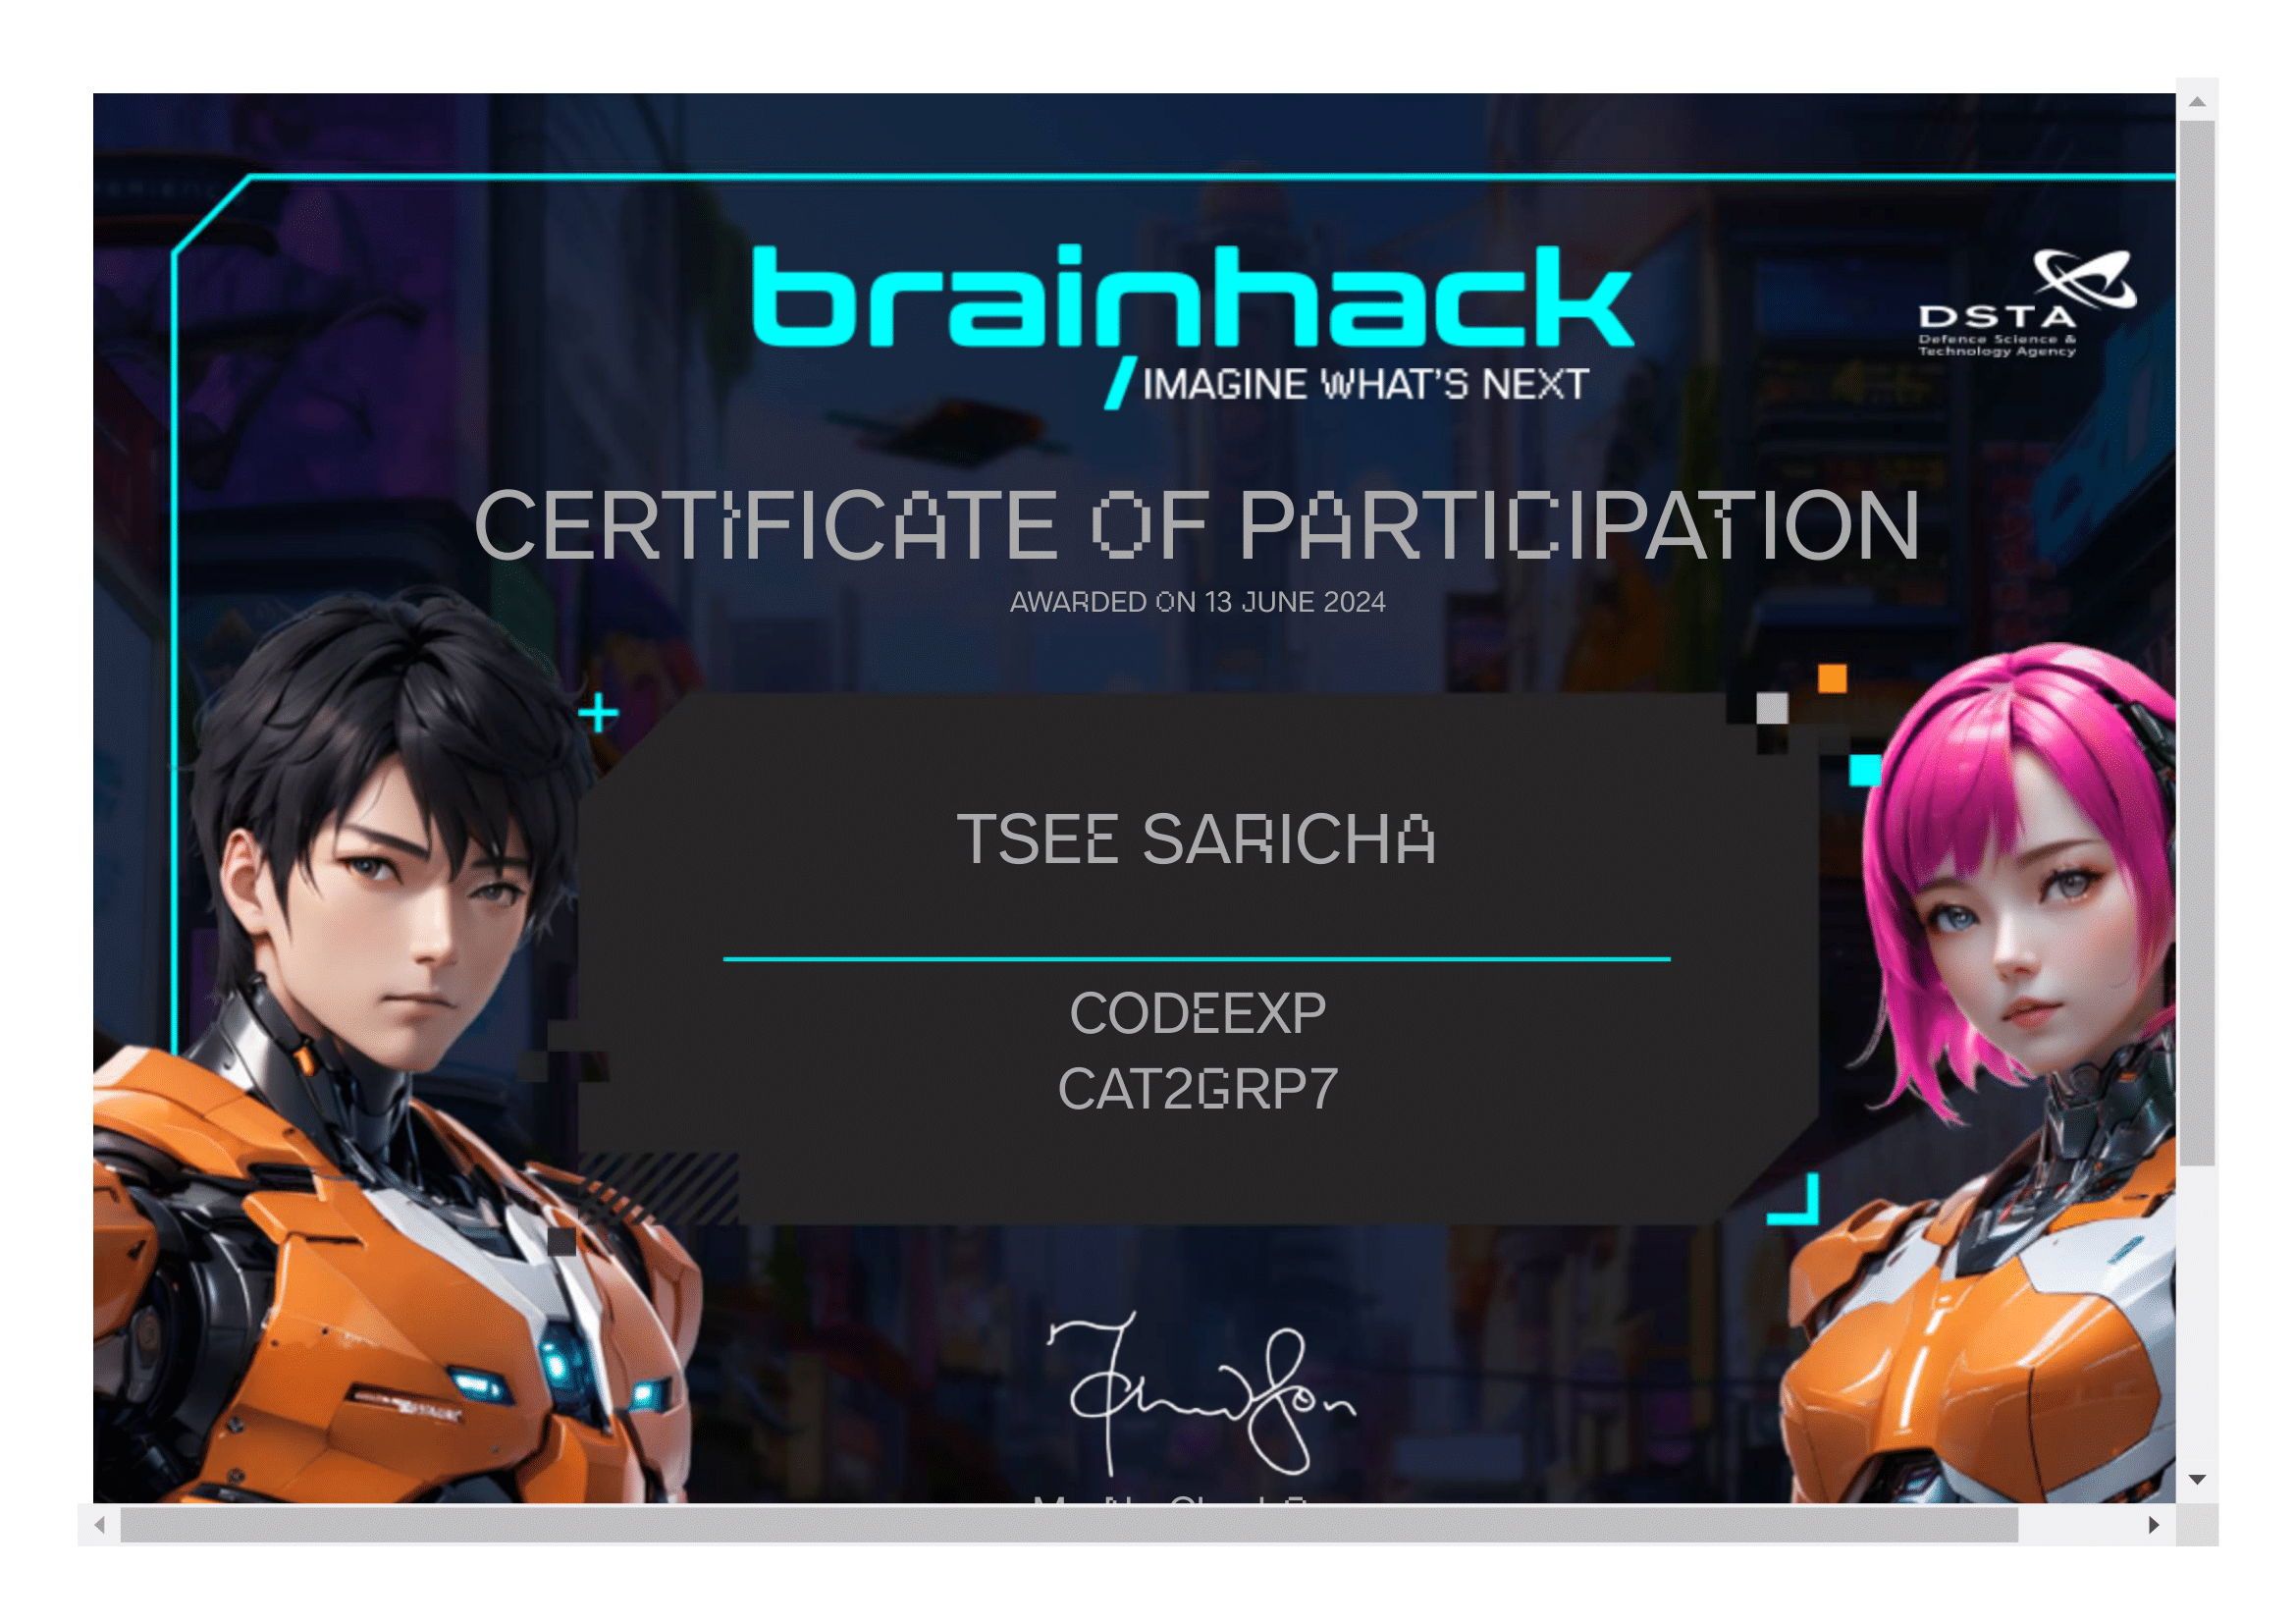 brainhack
/IMAGINE WHAT'S NEXT
DSTA
Defence Science &
Technology Agency
CERTIFICATE OF PARTICIPATION
AWARDED ON 13 JUNE 2024
TSEE SARICHA
CODEEXP
CAT2GRP7